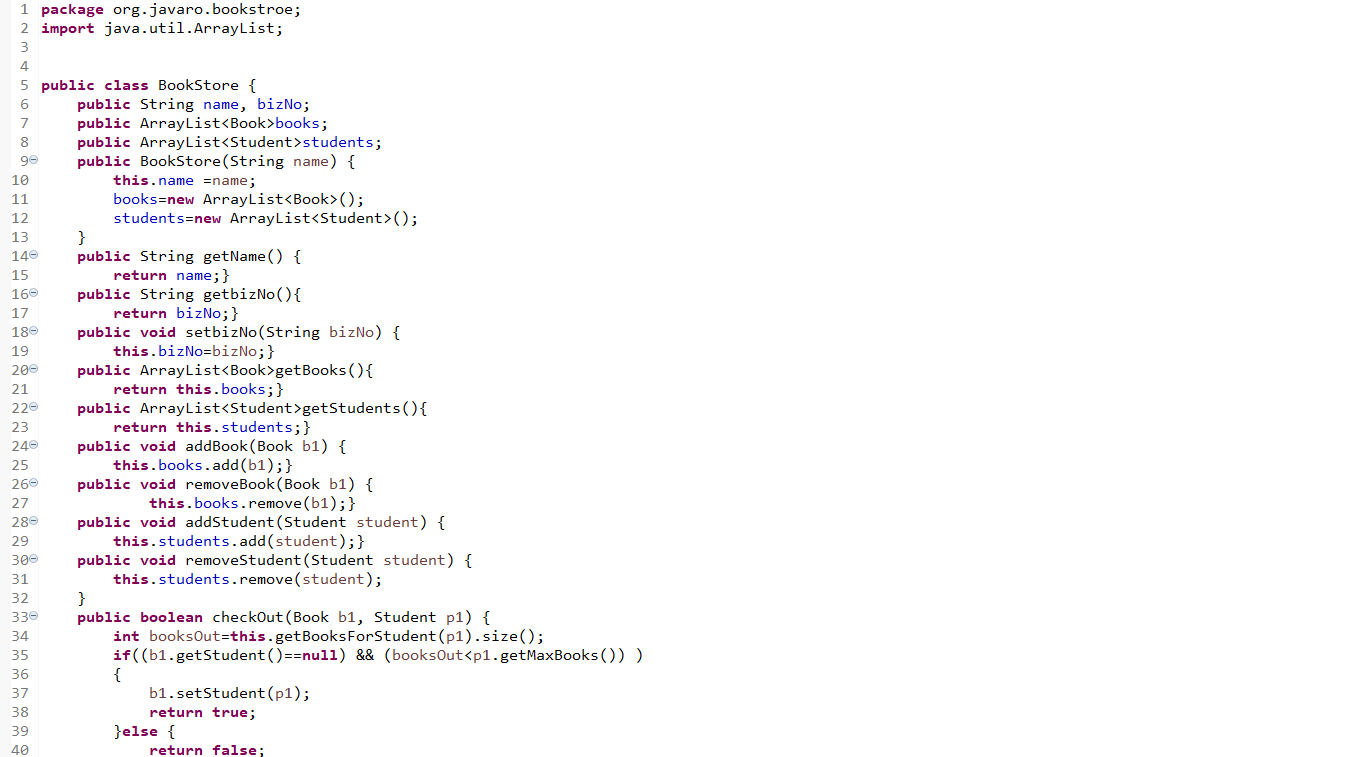 1 package org.javaro.bookstroe;
2 import java.util.ArrayList;
3
4
5 public class BookStore {
6     public String name, bizNo;
7     public ArrayList<Book>books;
8     public ArrayList<Student>students;
9     public BookStore(String name) {
10         this.name =name;
11         books=new ArrayList<Book>();
12         students=new ArrayList<Student>();
13     }
14     public String getName() {
15         return name;}
16     public String getbizNo(){
17         return bizNo;}
18     public void setbizNo(String bizNo) {
19         this.bizNo=bizNo;}
20     public ArrayList<Book>getBooks(){
21         return this.books;}
22     public ArrayList<Student>getStudents(){
23         return this.students;}
24     public void addBook(Book b1) {
25         this.books.add(b1);}
26     public void removeBook(Book b1) {
27             this.books.remove(b1);}
28     public void addStudent(Student student) {
29         this.students.add(student);}
30     public void removeStudent(Student student) {
31         this.students.remove(student);
32     }
33     public boolean checkOut(Book b1, Student p1) {
34         int booksOut=this.getBooksForStudent(p1).size();
35         if((b1.getStudent()==null) && (booksOut<p1.getMaxBooks()) )
36         {
37             b1.setStudent(p1);
38             return true;
39         }else {
40             return false;